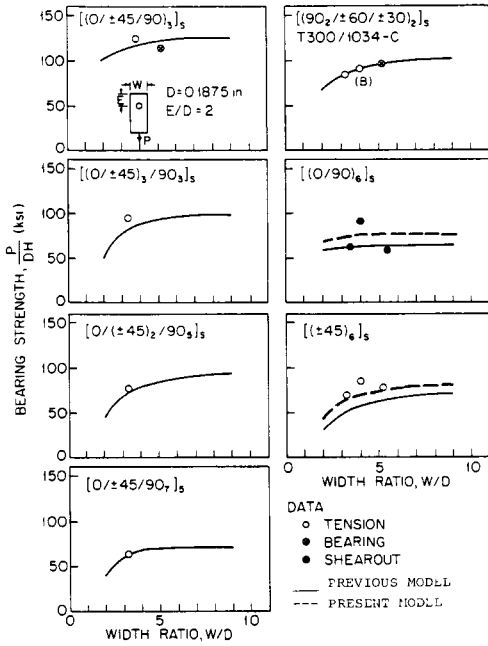 [(0/±45/90)₃]ₛ
150
100
50
0
W
E
P
D=0.1875 in
E/D=2
[(90₂/±60/±30)₂]ₛ
T300/1034-C
(B)
[(0/±45)₃/90₃]ₛ
150
100
50
0
[(0/90)₆]ₛ
[0/(±45)₂/90₅]ₛ
150
100
50
0
[(±45)₆]ₛ
0 5 10
WIDTH RATIO, W/D
[0/±45/90₇]ₛ
150
100
50
0
0 5 10
WIDTH RATIO, W/D
BEARING STRENGTH, P/DH (ksi)
DATA
○ TENSION
● BEARING
● SHEAROUT
— PREVIOUS MODEL
--- PRESENT MODEL